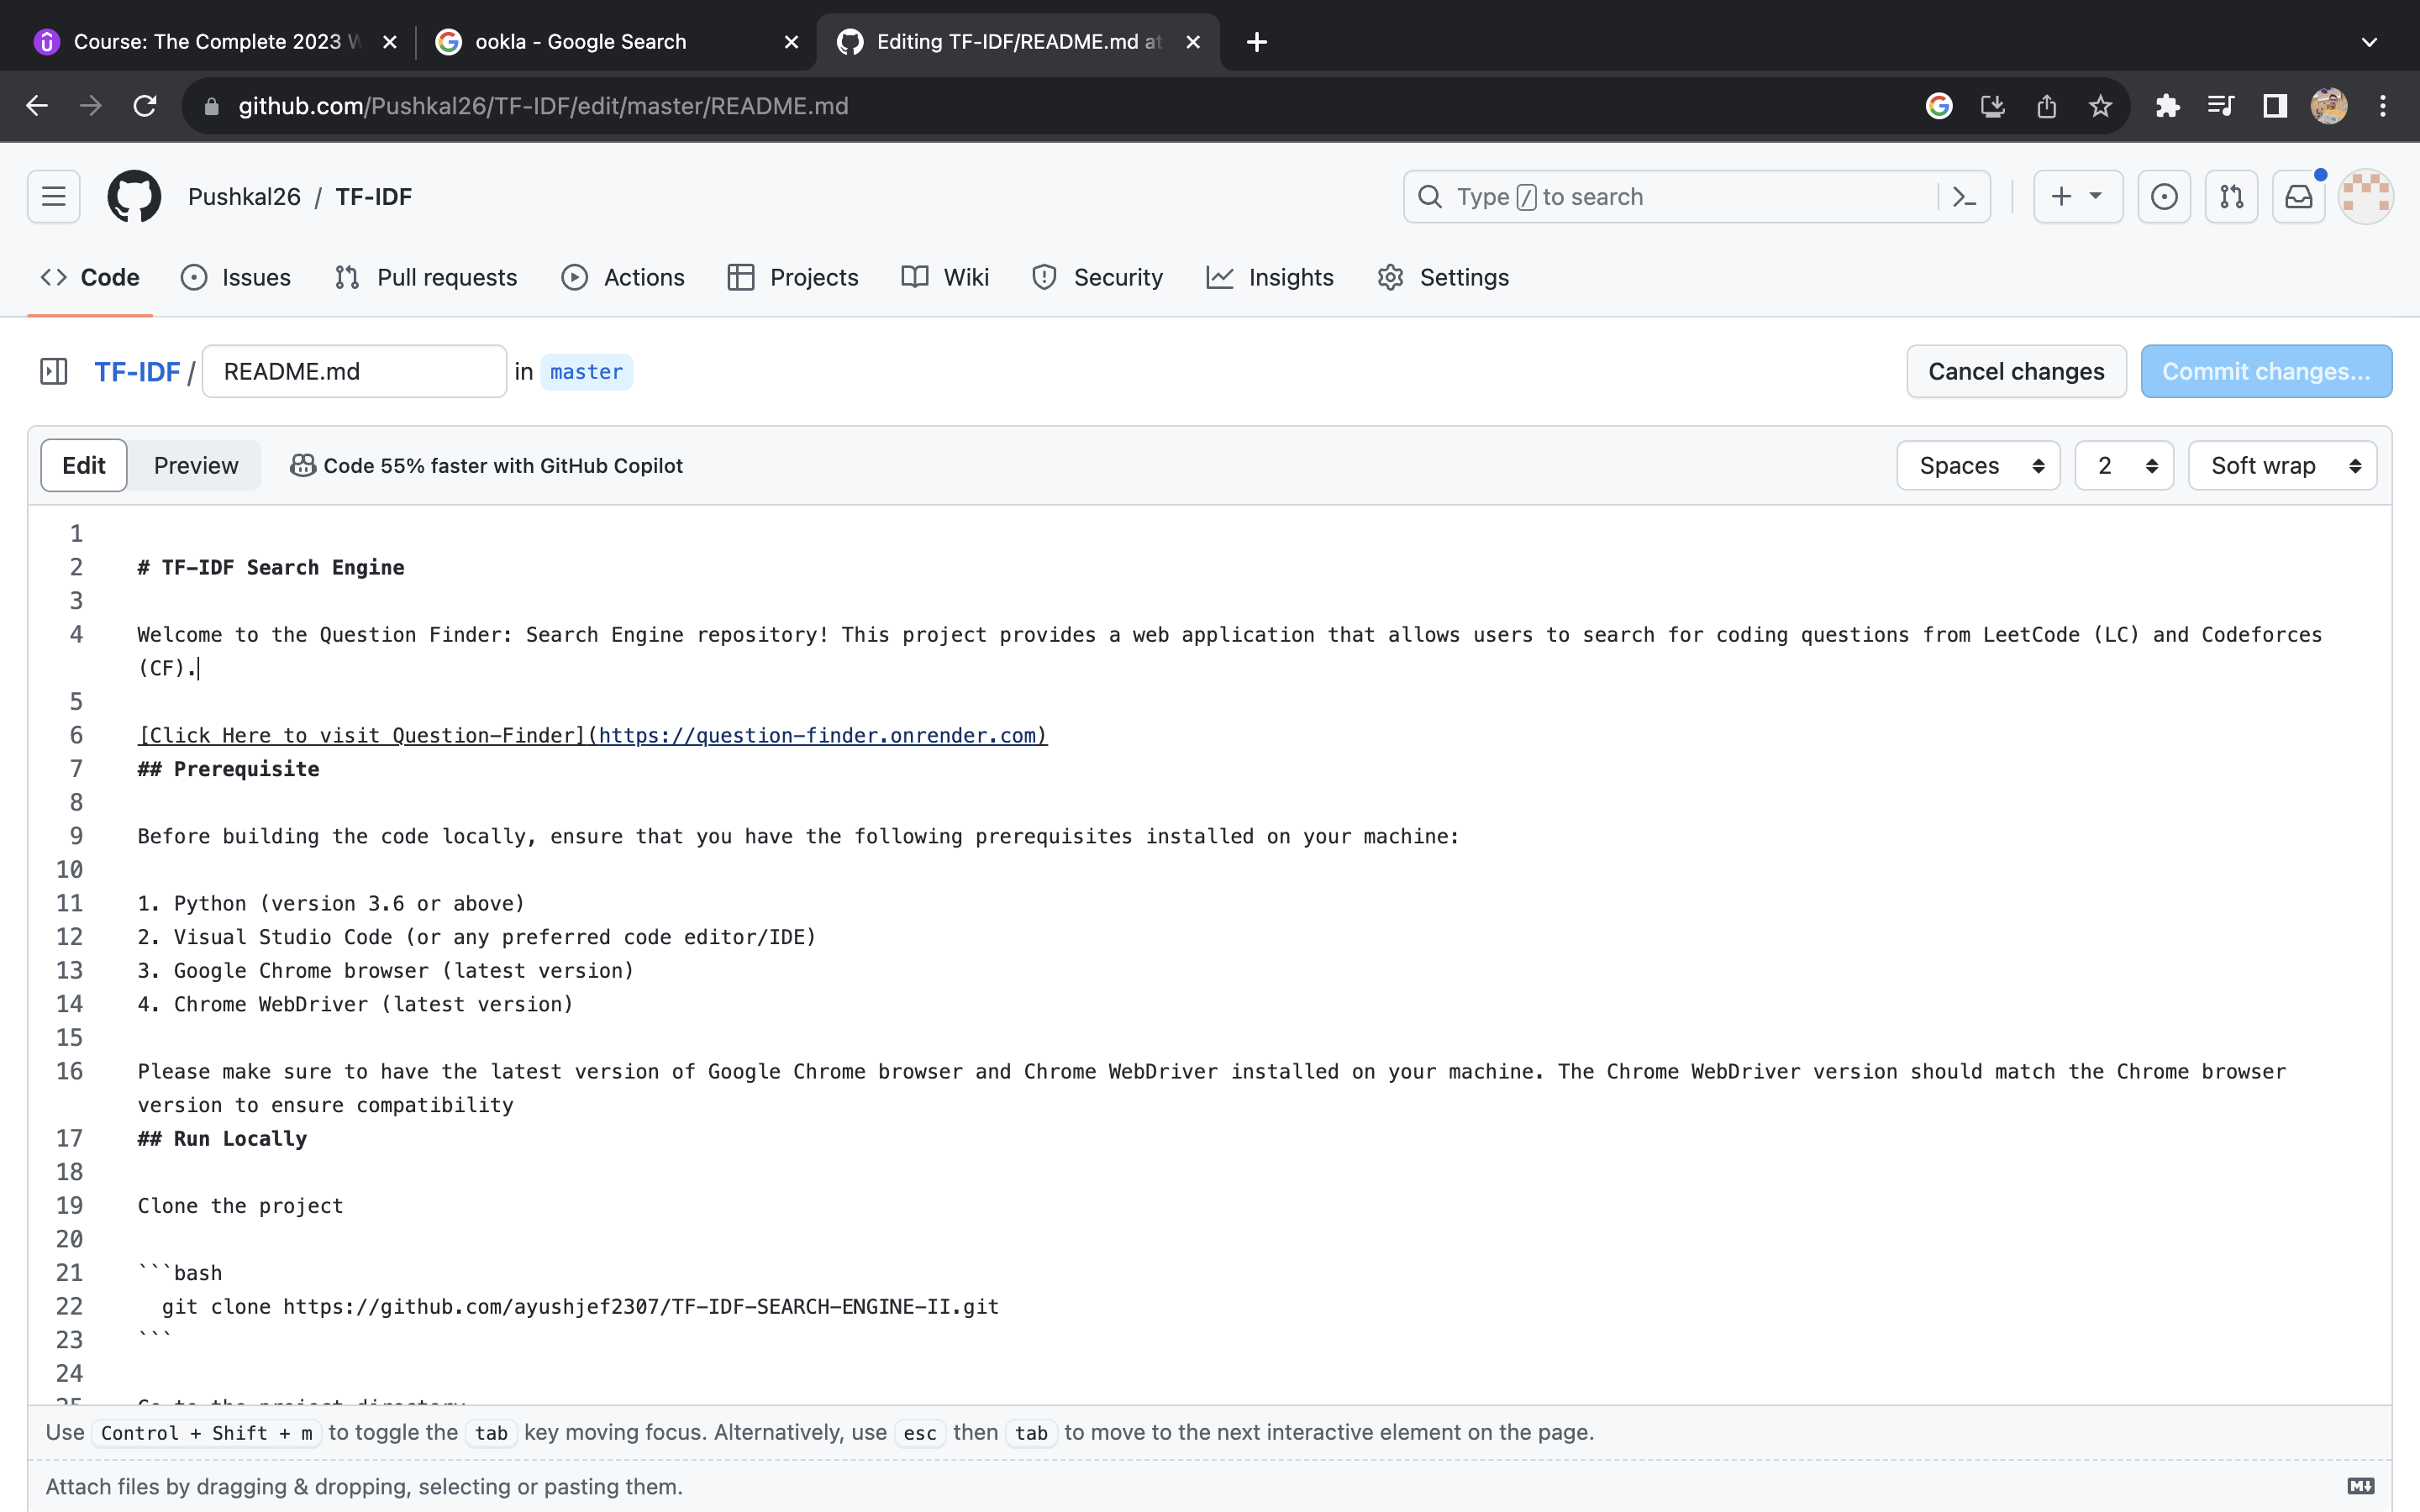 Course: The Complete 2023 W
ookla - Google Search
Editing TF-IDF/README.md at
github.com/Pushkal26/TF-IDF/edit/master/README.md
Pushkal26 / TF-IDF
Type / to search
Code
Issues
Pull requests
Actions
Projects
Wiki
Security
Insights
Settings
TF-IDF / README.md in master
Cancel changes
Commit changes...
Edit
Preview
Code 55% faster with GitHub Copilot
Spaces
2
Soft wrap
1
2 # TF-IDF Search Engine
3
4 Welcome to the Question Finder: Search Engine repository! This project provides a web application that allows users to search for coding questions from LeetCode (LC) and Codeforces
(CF).
5
6 [Click Here to visit Question-Finder](https://question-finder.onrender.com)
7 ## Prerequisite
8
9 Before building the code locally, ensure that you have the following prerequisites installed on your machine:
10
11 1. Python (version 3.6 or above)
12 2. Visual Studio Code (or any preferred code editor/IDE)
13 3. Google Chrome browser (latest version)
14 4. Chrome WebDriver (latest version)
15
16 Please make sure to have the latest version of Google Chrome browser and Chrome WebDriver installed on your machine. The Chrome WebDriver version should match the Chrome browser
version to ensure compatibility
17 ## Run Locally
18
19 Clone the project
20
21 ```bash
22 git clone https://github.com/ayushjef2307/TF-IDF-SEARCH-ENGINE-II.git
23 ```
24
25 Go to the project directory
Use Control + Shift + m to toggle the tab key moving focus. Alternatively, use esc then tab to move to the next interactive element on the page.
Attach files by dragging & dropping, selecting or pasting them.